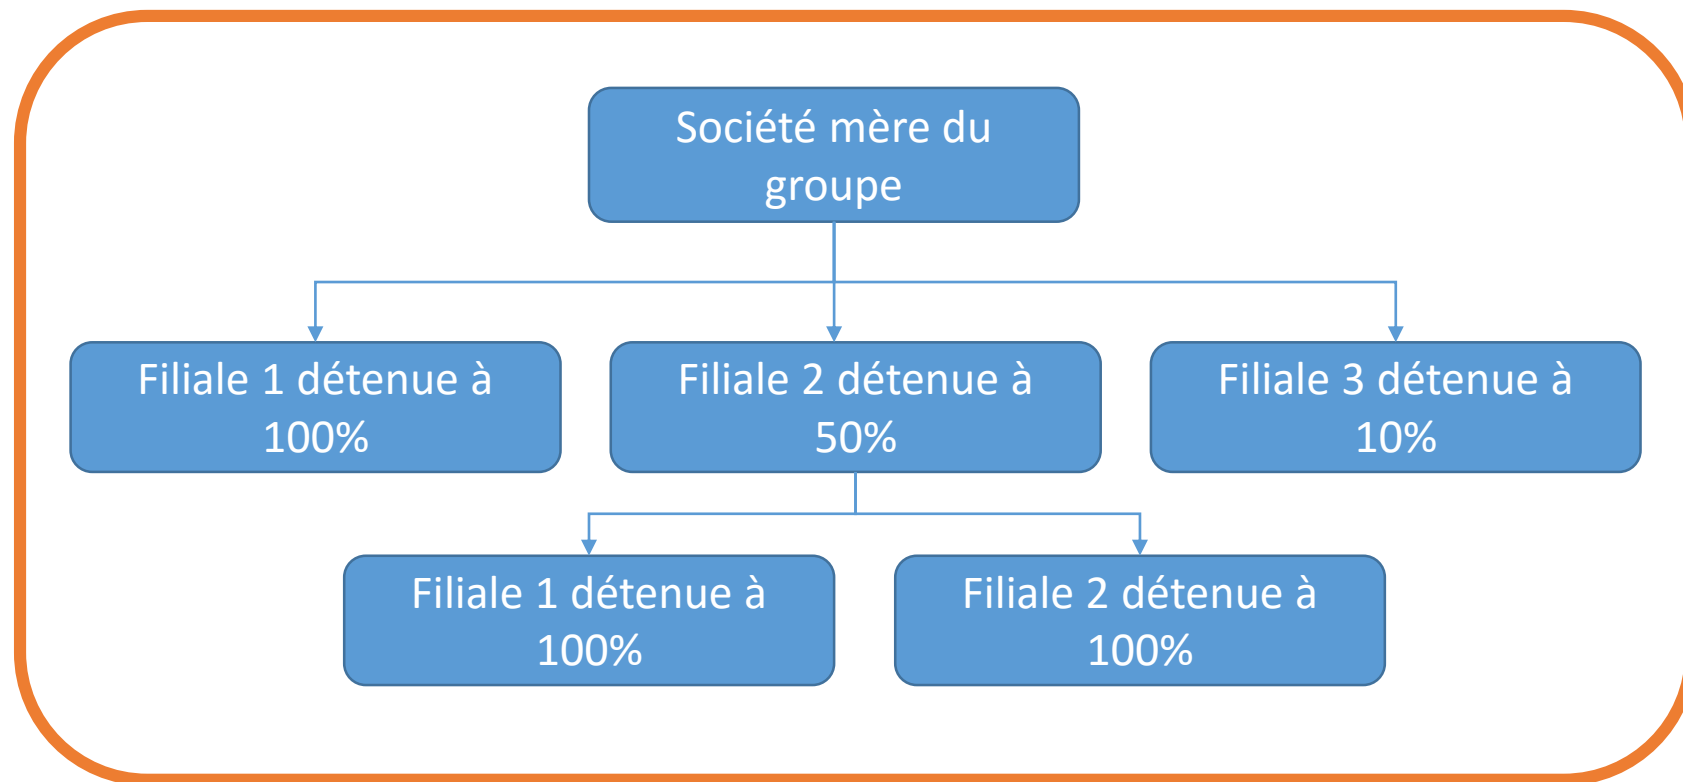 Société mère du
groupe
Filiale 1 détenue à
100%
Filiale 2 détenue à
50%
Filiale 3 détenue à
10%
Filiale 1 détenue à
100%
Filiale 2 détenue à
100%